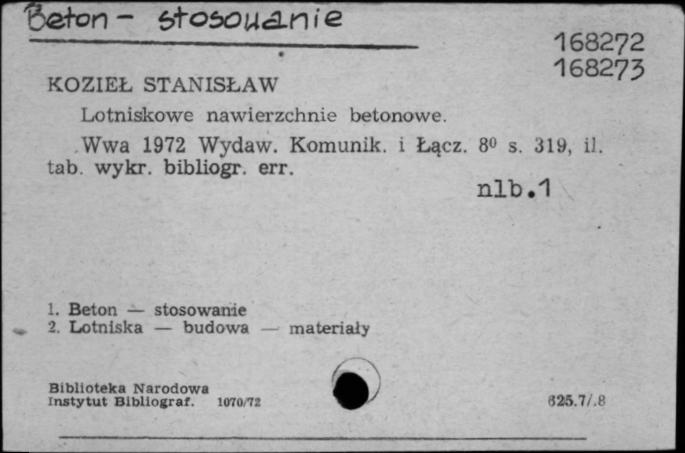 Beton - stosowanie
168272
168273
KOZIEŁ STANISŁAW
Lotniskowe nawierzchnie betonowe.
Wwa 1972 Wydaw. Komunik. i Łącz. 8⁰ s. 319, il.
tab. wykr. bibliogr. err.
nlb.1
1. Beton — stosowanie
2. Lotniska — budowa — materiały
Biblioteka Narodowa
Instytut Bibliograf. 1070/72
625.7/.8